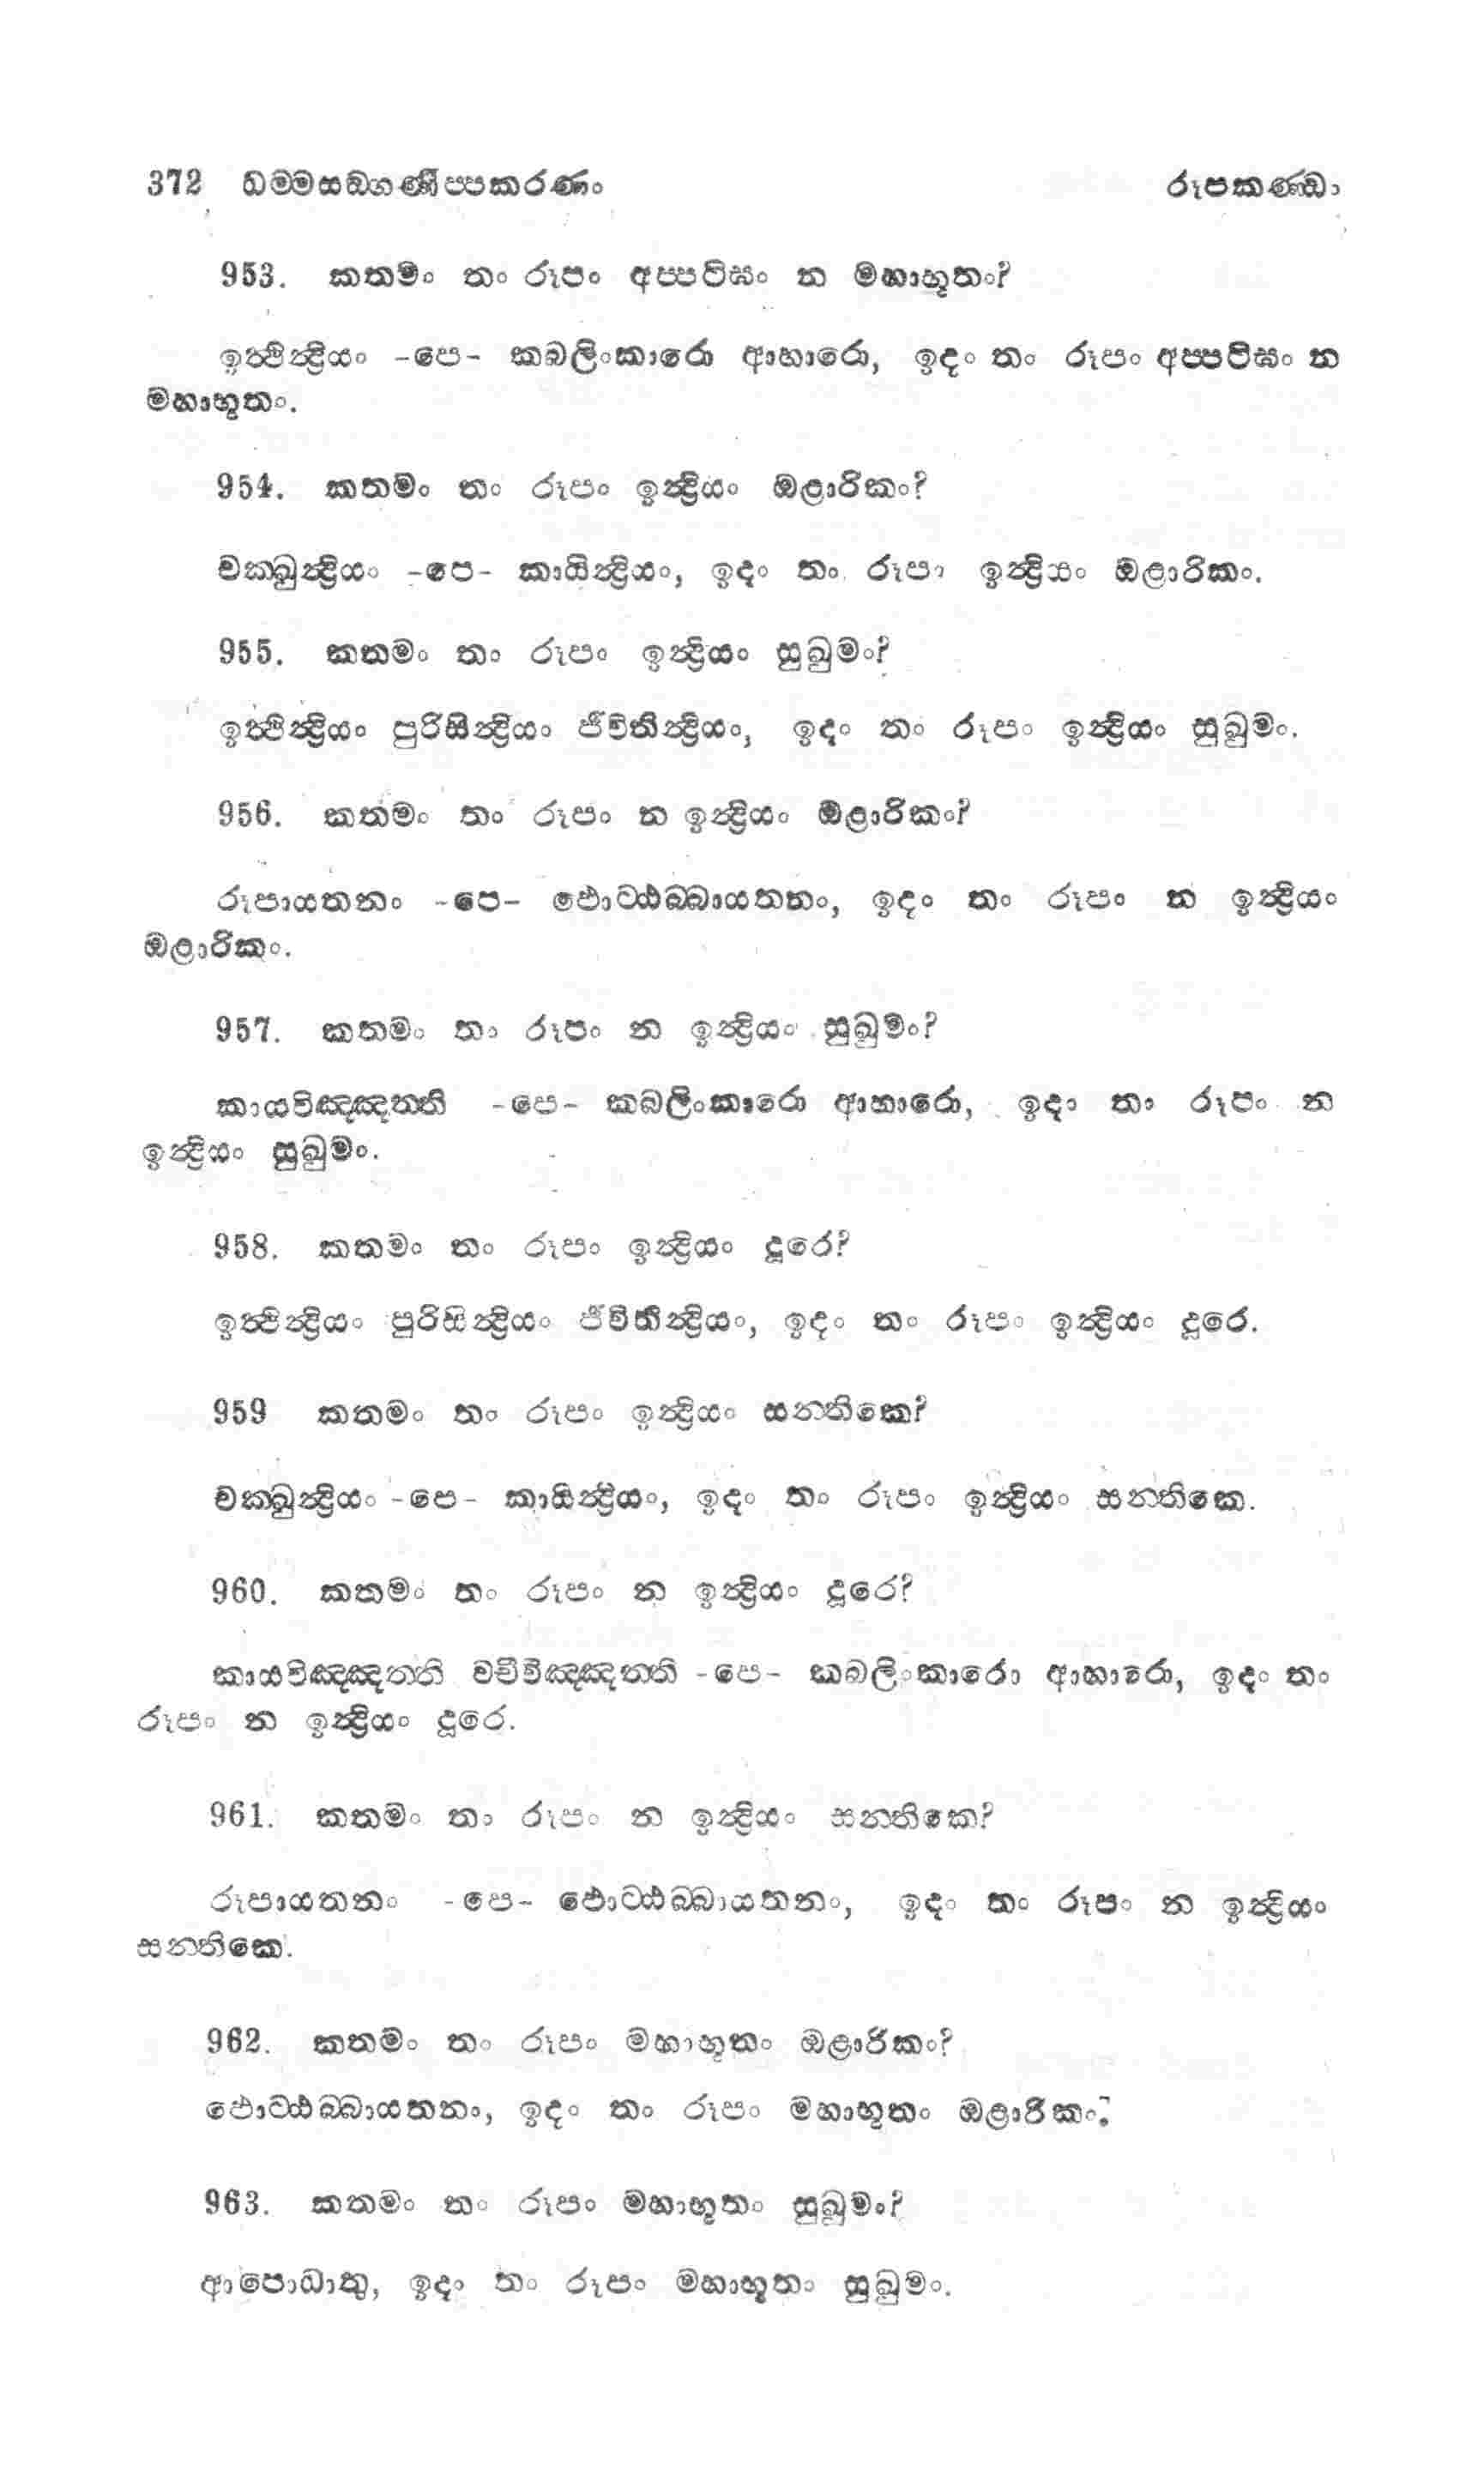 372 ධම්මසඞ්ගණීප්පකරණං රූපකණ්ඩං
953. කතමං තං රූපං අප්පටිඝං න මහාභූතං?
ඉත්ථින්ද්‍රියං -පෙ- කබලිංකාරො ආහාරො, ඉදං තං රූපං අප්පටිඝං න
මහාභූතං.
954. කතමං තං රූපං ඉන්ද්‍රියං ඔළාරිකං?
චක්ඛුන්ද්‍රියං -පෙ- කායින්ද්‍රියං, ඉදං තං රූපං ඉන්ද්‍රියං ඔළාරිකං.
955. කතමං තං රූපං ඉන්ද්‍රියං සුඛුමං?
ඉත්ථින්ද්‍රියං පුරිසින්ද්‍රියං ජීවිතින්ද්‍රියං, ඉදං තං රූපං ඉන්ද්‍රියං සුඛුමං.
956. කතමං තං රූපං න ඉන්ද්‍රියං ඔළාරිකං?
රූපායතනං -පෙ- ඵොට්ඨබ්බායතනං, ඉදං තං රූපං න ඉන්ද්‍රියං
ඔළාරිකං.
957. කතමං තං රූපං න ඉන්ද්‍රියං සුඛුමං?
කායවිඤ්ඤත්ති -පෙ- කබලිංකාරො ආහාරො, ඉදං තං රූපං න
ඉන්ද්‍රියං සුඛුමං.
958. කතමං තං රූපං ඉන්ද්‍රියං දූරෙ?
ඉත්ථින්ද්‍රියං පුරිසින්ද්‍රියං ජීවිතින්ද්‍රියං, ඉදං තං රූපං ඉන්ද්‍රියං දූරෙ.
959 කතමං තං රූපං ඉන්ද්‍රියං සන්තිකෙ?
චක්ඛුන්ද්‍රියං -පෙ- කායින්ද්‍රියං, ඉදං තං රූපං ඉන්ද්‍රියං සන්තිකෙ.
960. කතමං තං රූපං න ඉන්ද්‍රියං දූරෙ?
කායවිඤ්ඤත්ති වචීවිඤ්ඤත්ති -පෙ- කබලිංකාරො ආහාරො, ඉදං තං
රූපං න ඉන්ද්‍රියං දූරෙ.
961. කතමං තං රූපං න ඉන්ද්‍රියං සන්තිකෙ?
රූපායතනං -පෙ- ඵොට්ඨබ්බායතනං, ඉදං තං රූපං න ඉන්ද්‍රියං
සන්තිකෙ.
962. කතමං තං රූපං මහාභූතං ඔළාරිකං?
ඵොට්ඨබ්බායතනං, ඉදං තං රූපං මහාභූතං ඔළාරිකං.
963. කතමං තං රූපං මහාභූතං සුඛුමං?
ආපොධාතු, ඉදං තං රූපං මහාභූතං සුඛුමං.